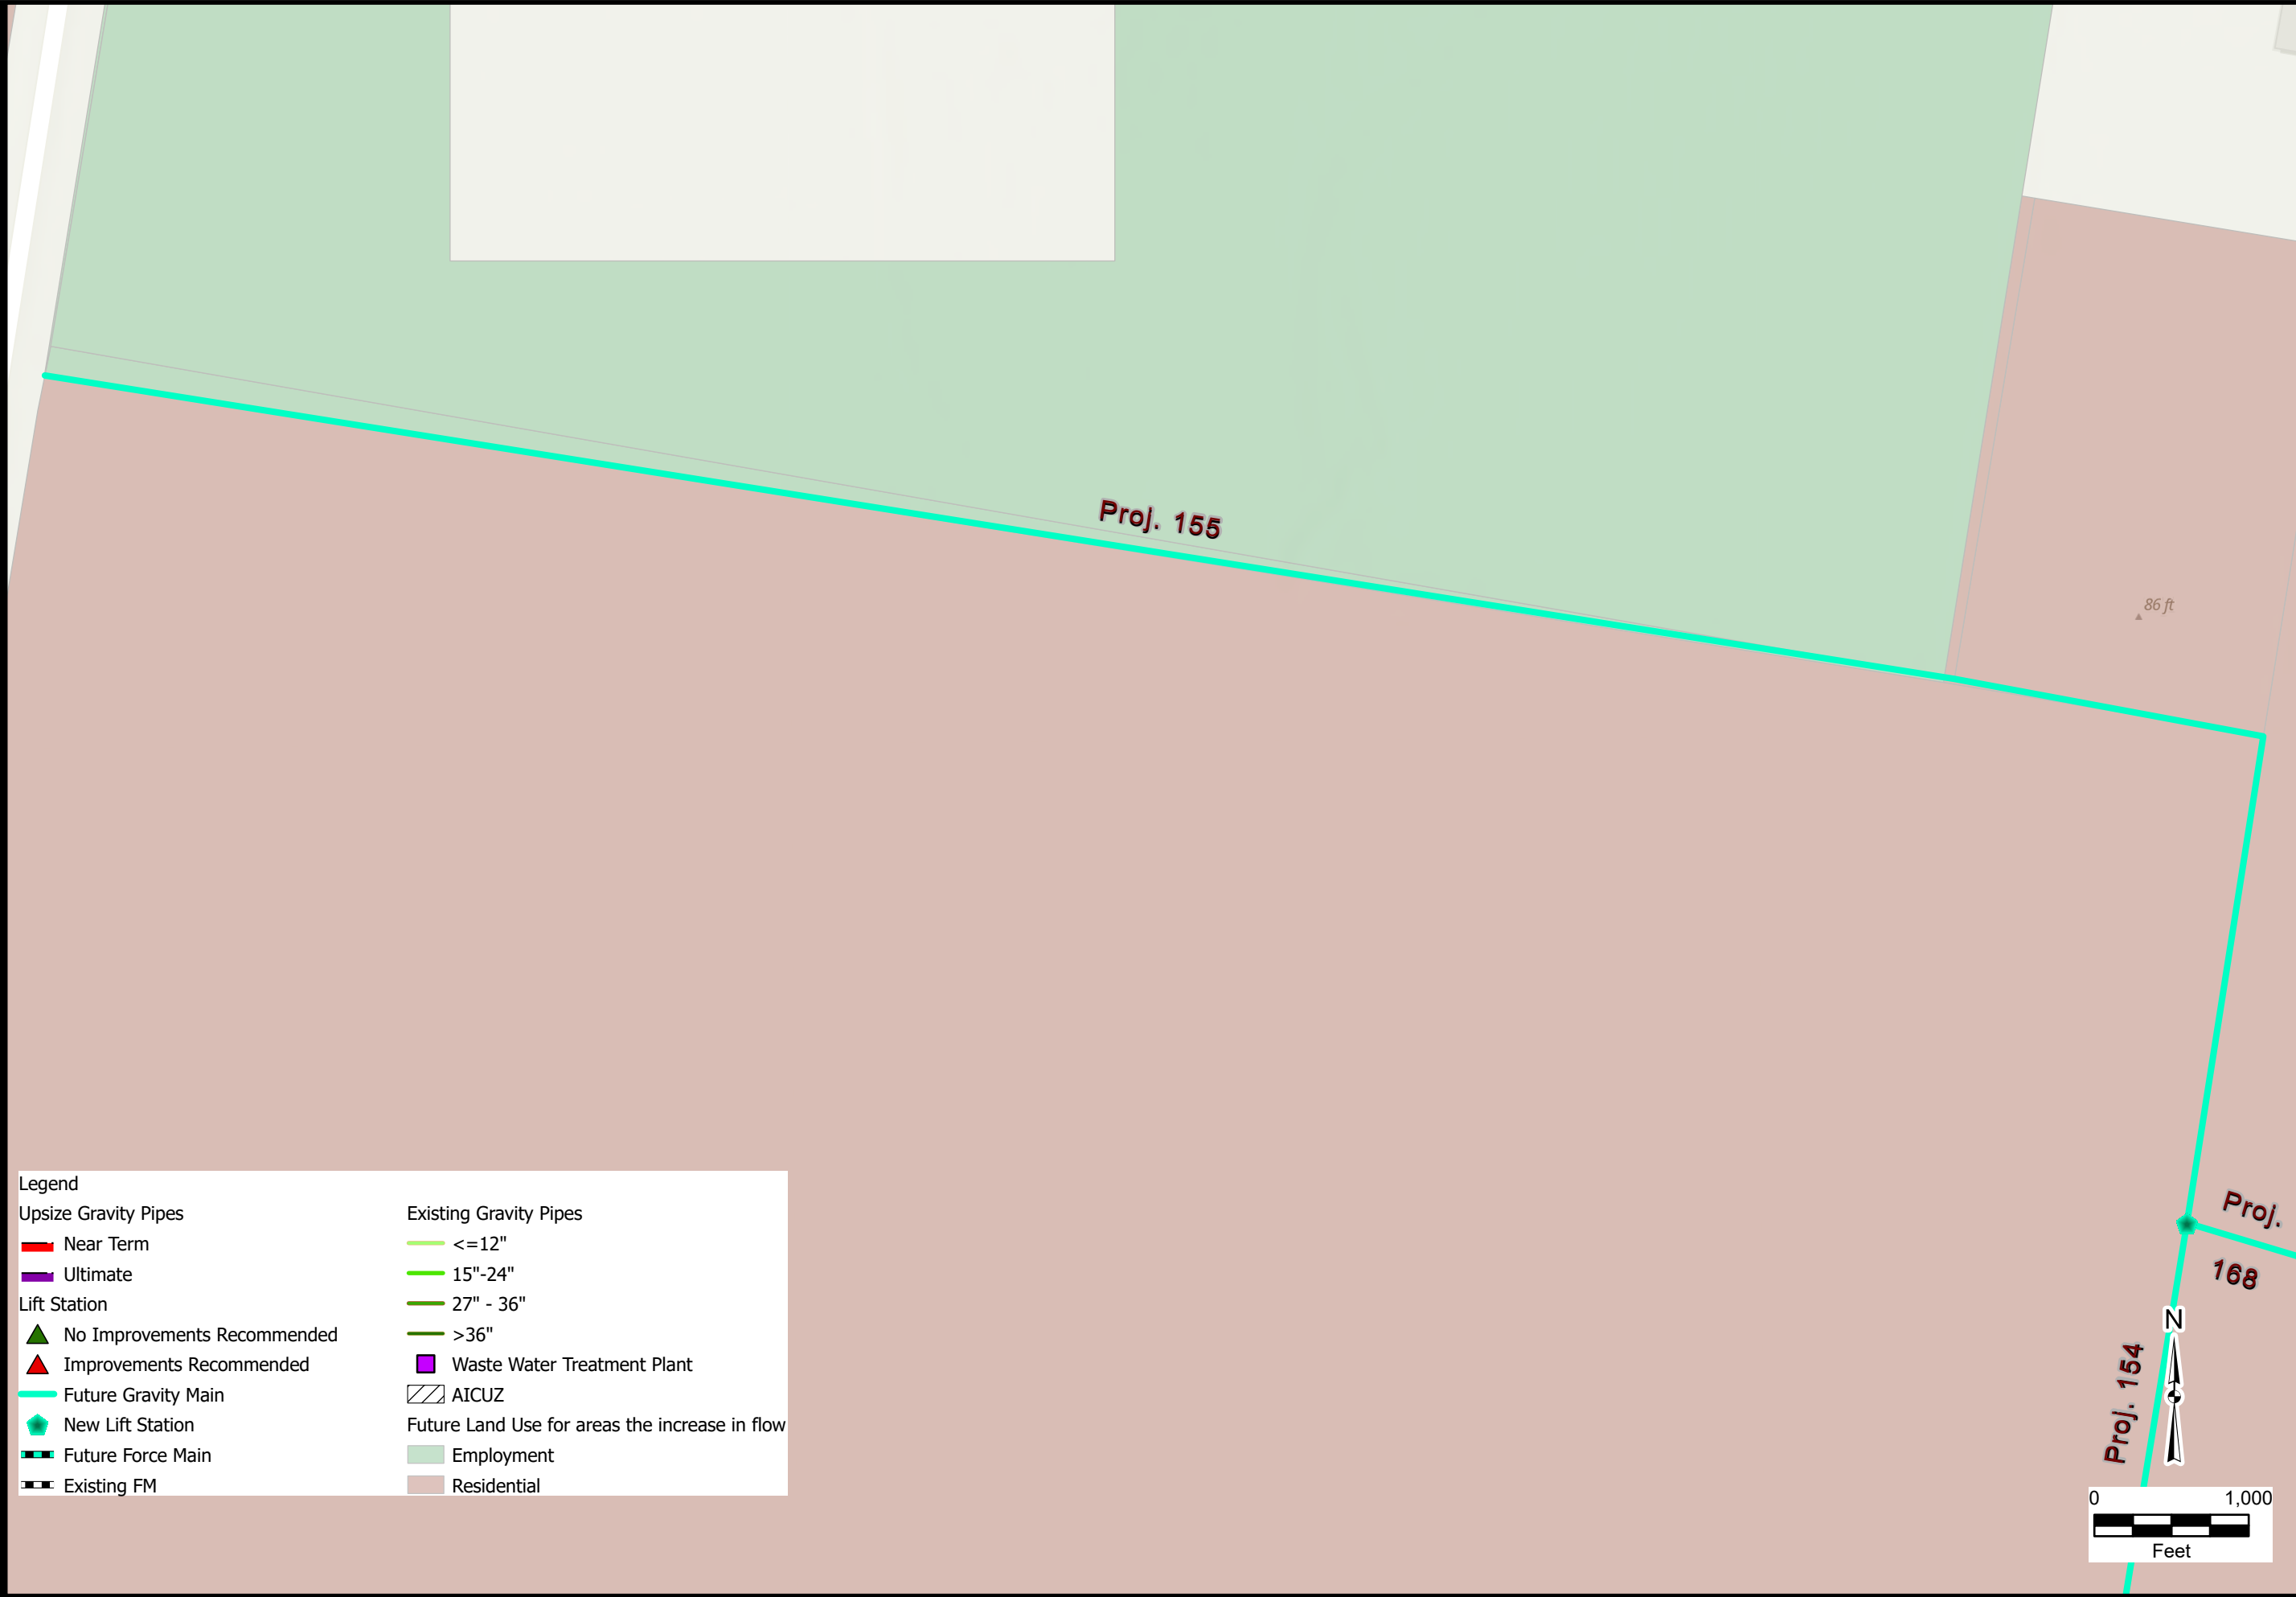 Proj. 155
86 ft
Proj.
168
N
Proj. 154
Legend
Upsize Gravity Pipes
Near Term
Ultimate
Lift Station
No Improvements Recommended
Improvements Recommended
Future Gravity Main
New Lift Station
Future Force Main
Existing FM
Existing Gravity Pipes
<=12"
15"-24"
27" - 36"
>36"
Waste Water Treatment Plant
AICUZ
Future Land Use for areas the increase in flow
Employment
Residential
0 1,000
Feet